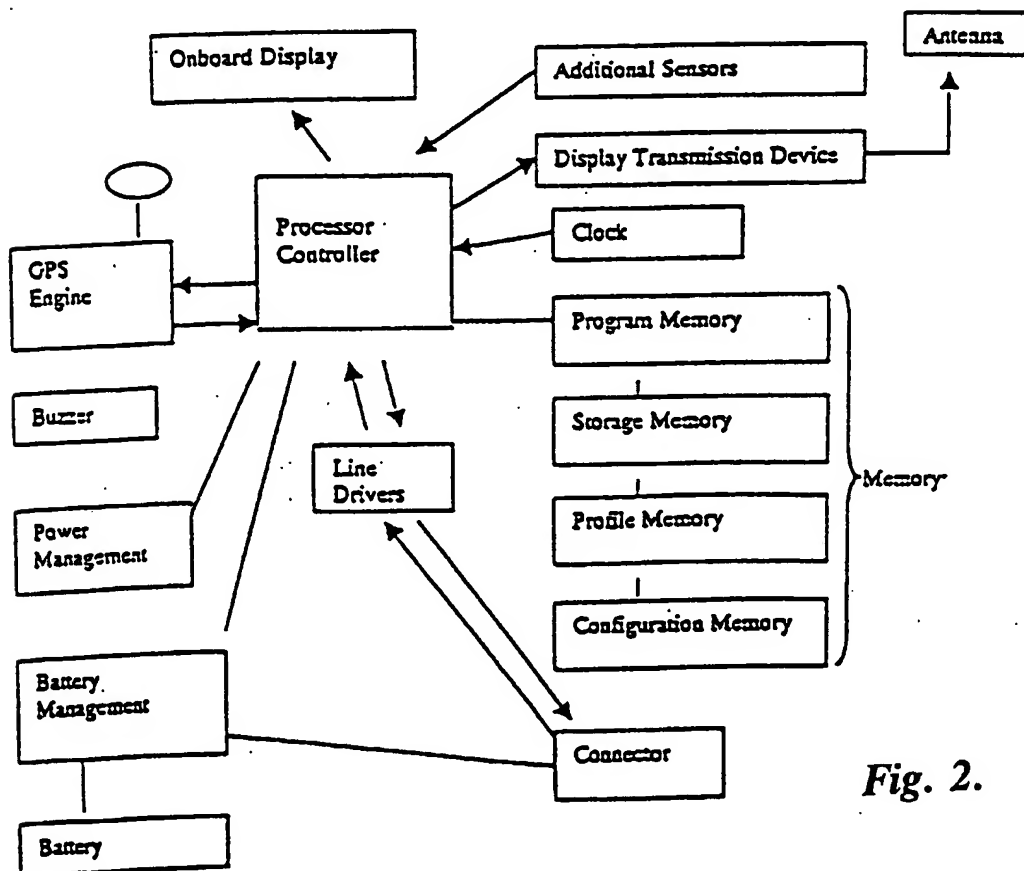 Onboard Display
Antenna
Additional Sensors
Display Transmission Device
Processor
Controller
Clock
GPS
Engine
Program Memory
Buzzer
Storage Memory
Line
Drivers
Memory
Profile Memory
Power
Management
Configuration Memory
Battery
Management
Connector
Fig. 2.
Battery